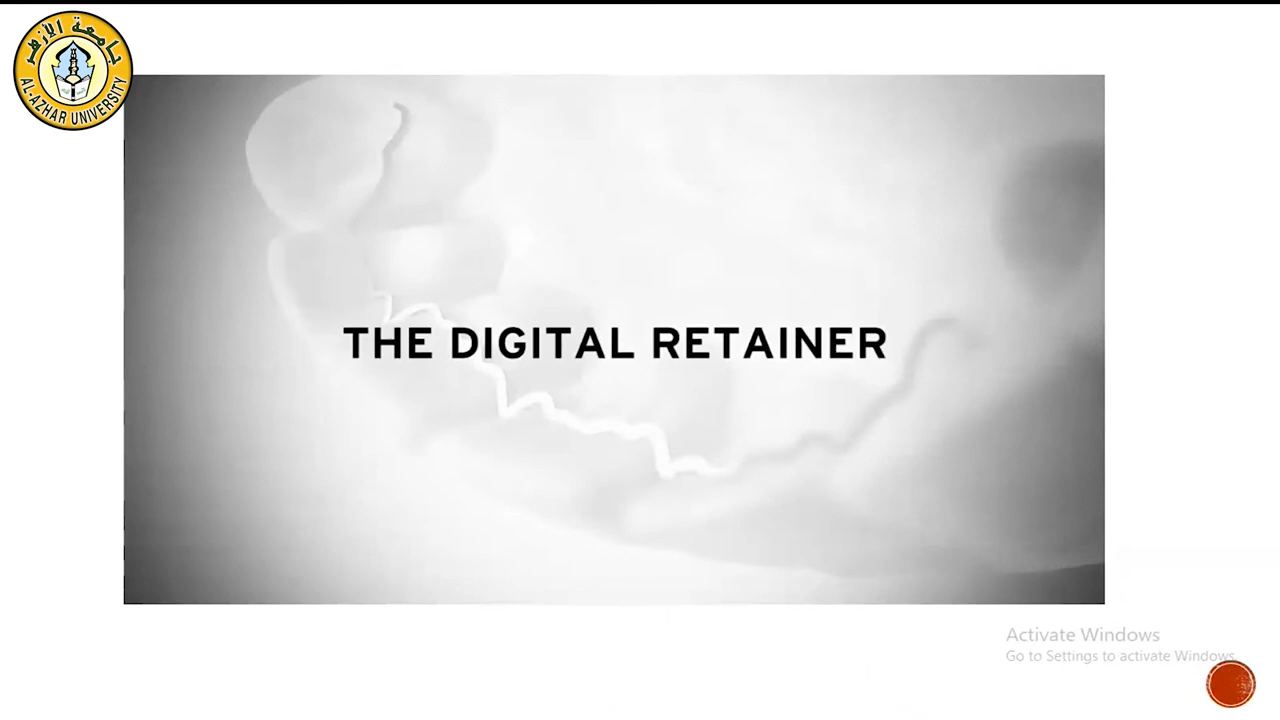 جامعة الأزهر
AL-AZHAR UNIVERSITY
THE DIGITAL RETAINER
Activate Windows
Go to Settings to activate Windows.